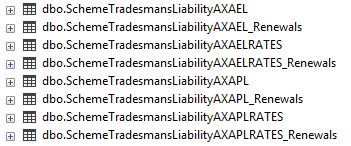 dbo.SchemeTradesmansLiabilityAXAEL
dbo.SchemeTradesmansLiabilityAXAEL_Renewals
dbo.SchemeTradesmansLiabilityAXAELRATES
dbo.SchemeTradesmansLiabilityAXAELRATES_Renewals
dbo.SchemeTradesmansLiabilityAXAPL
dbo.SchemeTradesmansLiabilityAXAPL_Renewals
dbo.SchemeTradesmansLiabilityAXAPLRATES
dbo.SchemeTradesmansLiabilityAXAPLRATES_Renewals